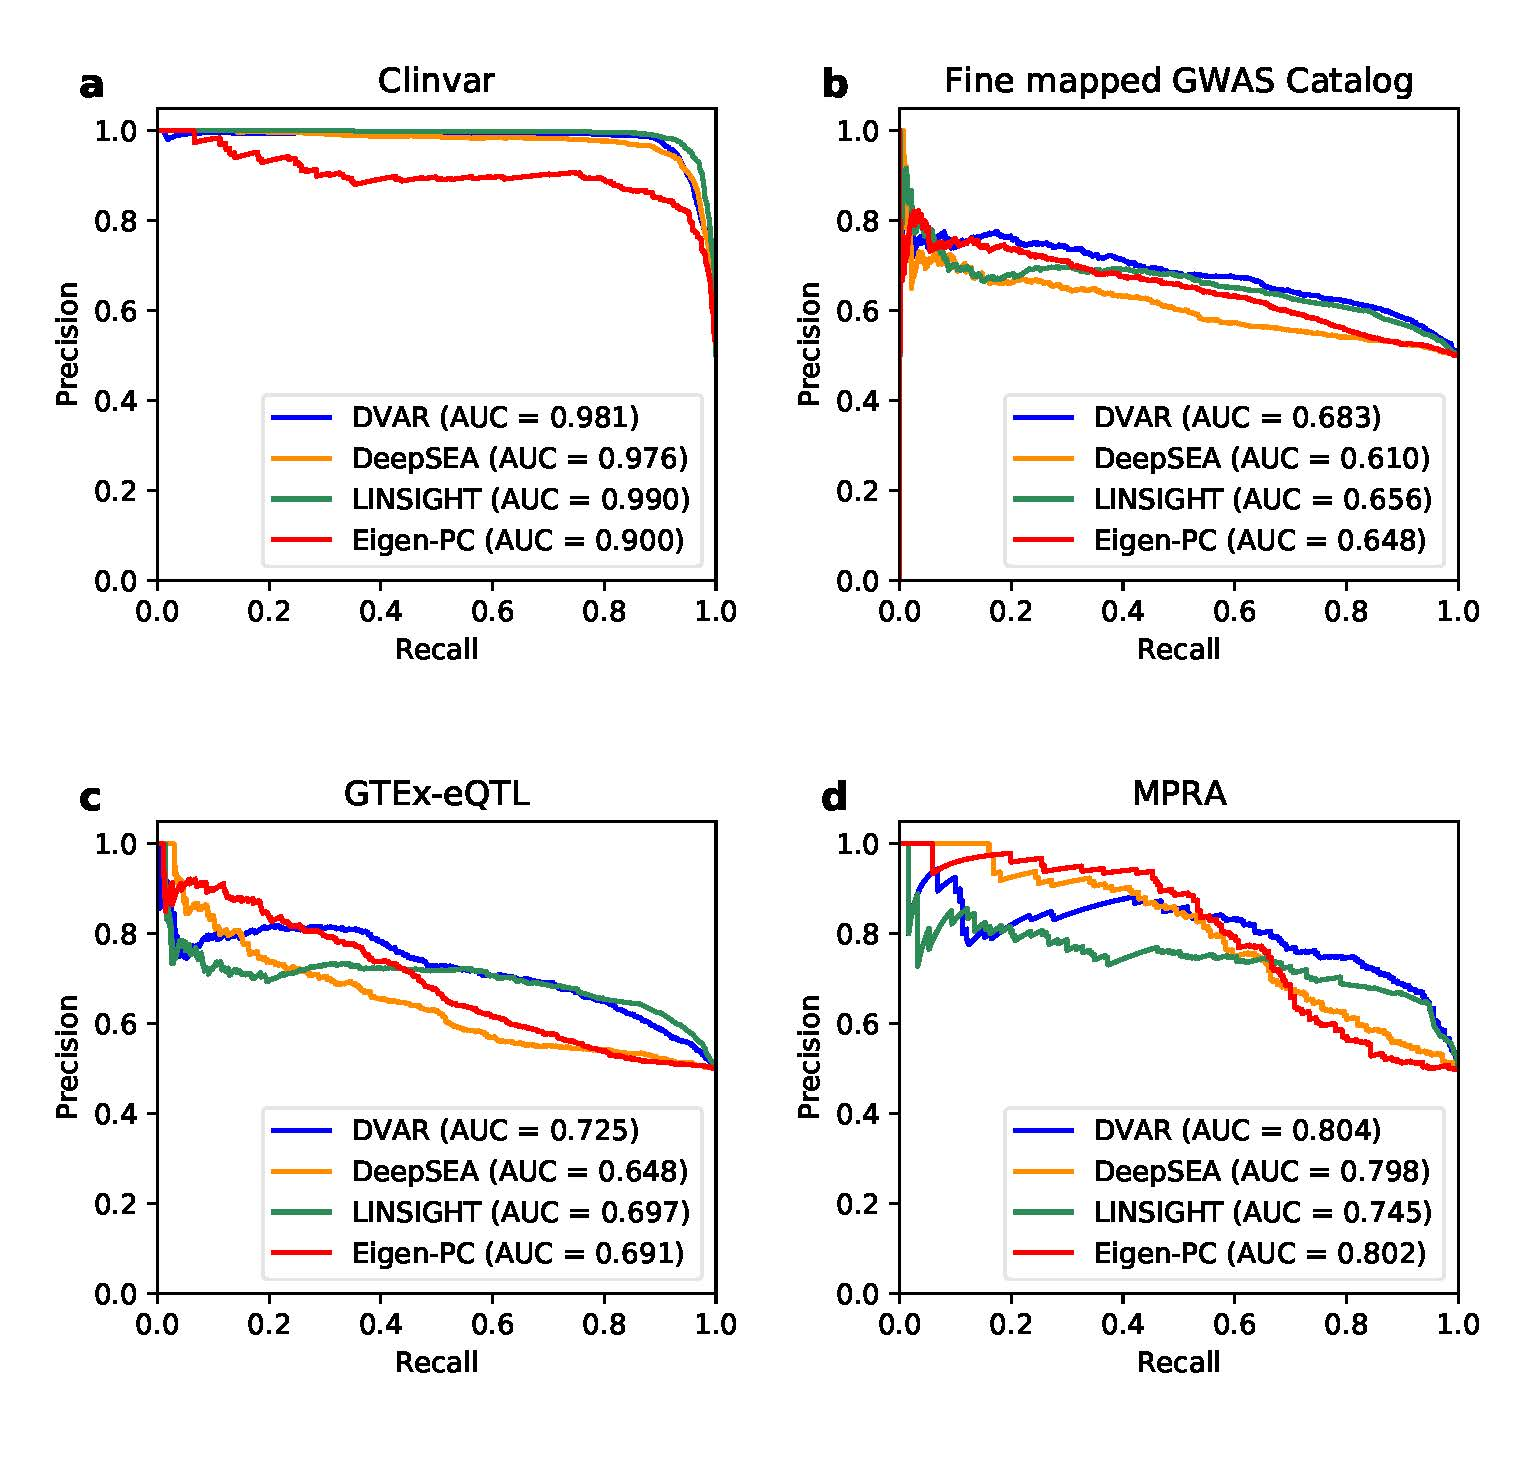 a
Clinvar
1.0
0.8
0.6
0.4
0.2
0.0
Precision
DVAR (AUC = 0.981)
DeepSEA (AUC = 0.976)
LINSIGHT (AUC = 0.990)
Eigen-PC (AUC = 0.900)
0.0 0.2 0.4 0.6 0.8 1.0
Recall
b
Fine mapped GWAS Catalog
1.0
0.8
0.6
0.4
0.2
0.0
Precision
DVAR (AUC = 0.683)
DeepSEA (AUC = 0.610)
LINSIGHT (AUC = 0.656)
Eigen-PC (AUC = 0.648)
0.0 0.2 0.4 0.6 0.8 1.0
Recall
c
GTEx-eQTL
1.0
0.8
0.6
0.4
0.2
0.0
Precision
DVAR (AUC = 0.725)
DeepSEA (AUC = 0.648)
LINSIGHT (AUC = 0.697)
Eigen-PC (AUC = 0.691)
0.0 0.2 0.4 0.6 0.8 1.0
Recall
d
MPRA
1.0
0.8
0.6
0.4
0.2
0.0
Precision
DVAR (AUC = 0.804)
DeepSEA (AUC = 0.798)
LINSIGHT (AUC = 0.745)
Eigen-PC (AUC = 0.802)
0.0 0.2 0.4 0.6 0.8 1.0
Recall